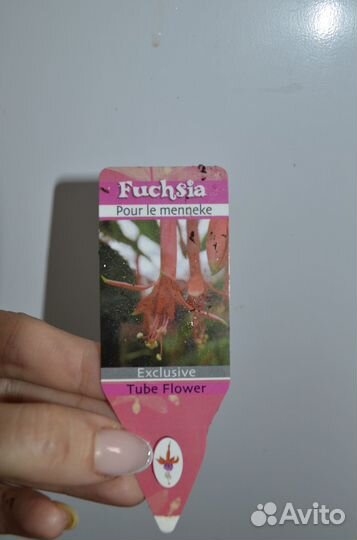 Fuchsia
Pour le menneke
Exclusive
Tube Flower
Avito